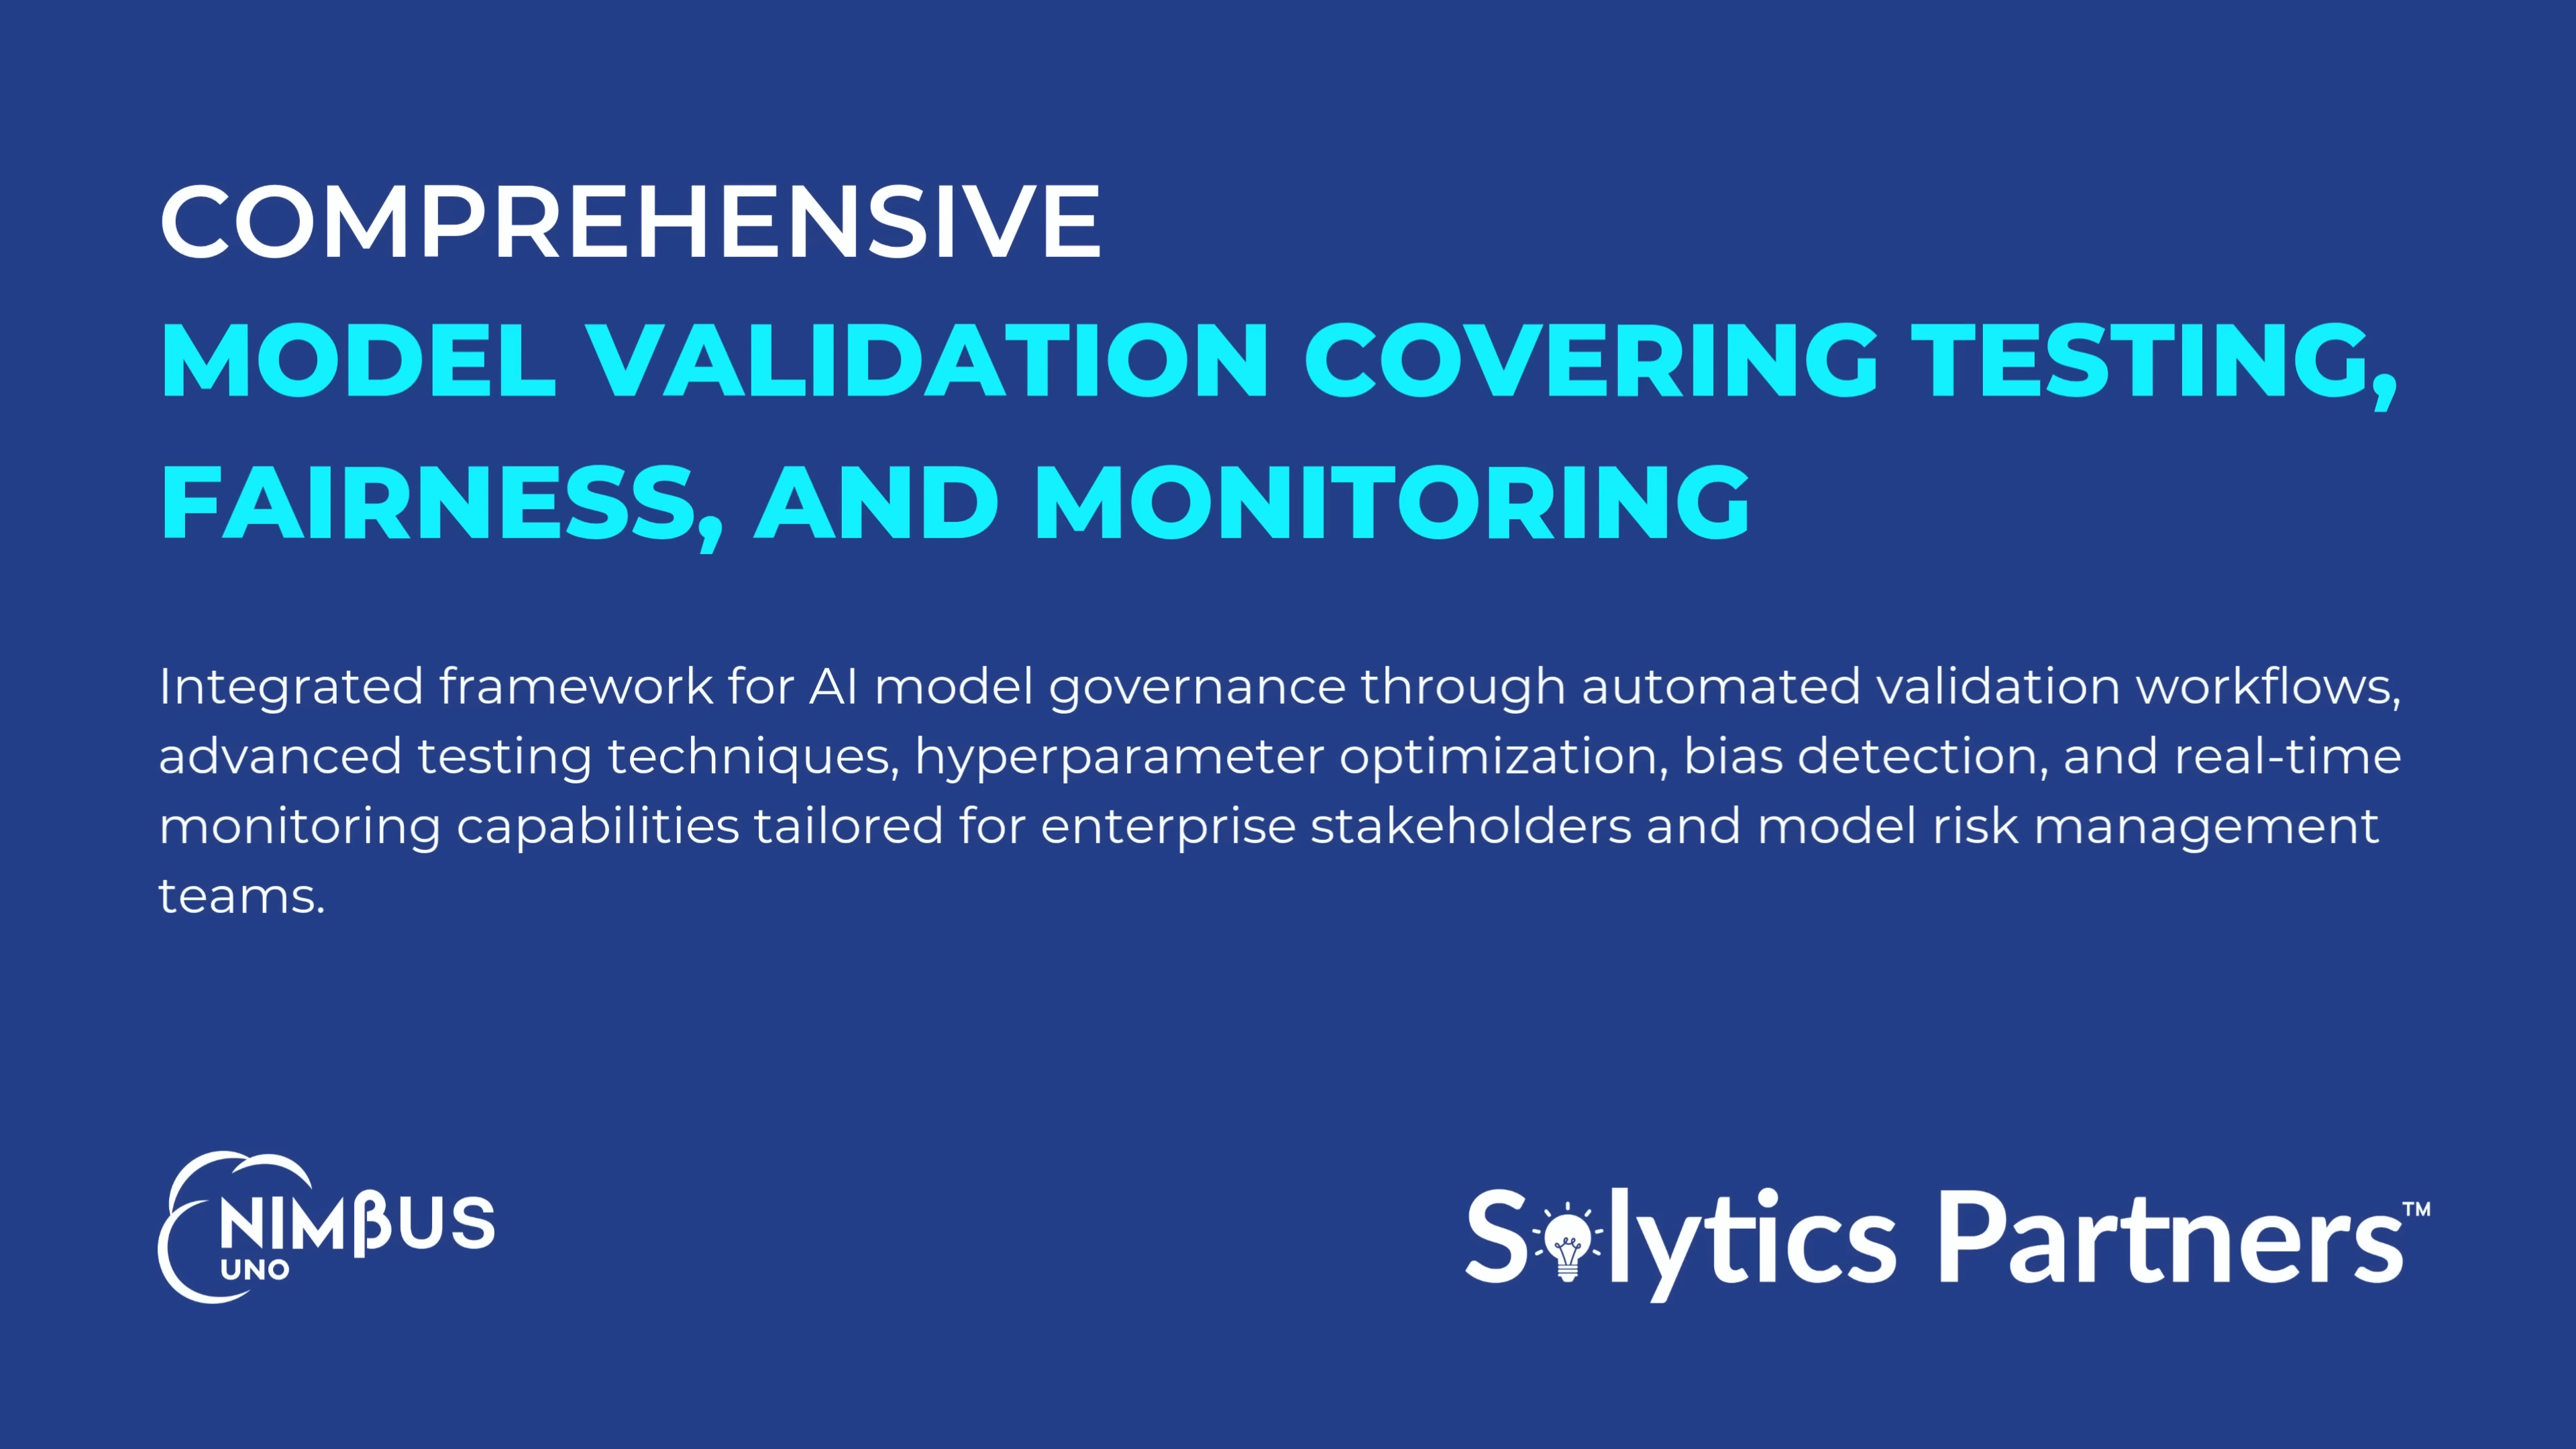 COMPREHENSIVE
MODEL VALIDATION COVERING TESTING,
FAIRNESS, AND MONITORING
Integrated framework for AI model governance through automated validation workflows,
advanced testing techniques, hyperparameter optimization, bias detection, and real-time
monitoring capabilities tailored for enterprise stakeholders and model risk management
teams.
NIMβUS
UNO
Solytics Partners™